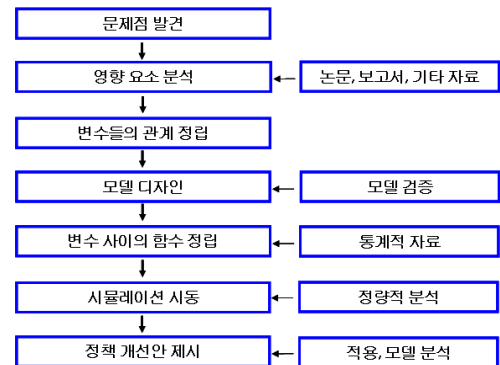 문제점 발견
영향 요소 분석
논문, 보고서, 기타 자료
변수들의 관계 정립
모델 디자인
모델 검증
변수 사이의 함수 정립
통계적 자료
시뮬레이션 시동
정량적 분석
정책 개선안 제시
적용, 모델 분석